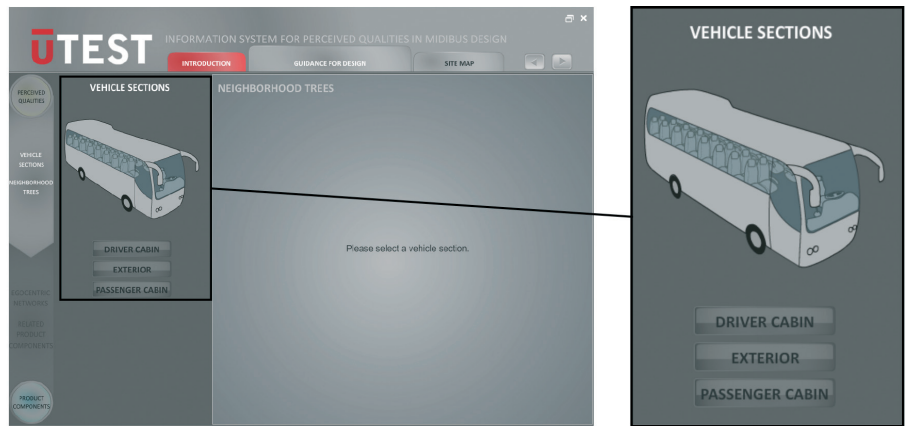 ŪTEST
INFORMATION SYSTEM FOR PERCEIVED QUALITIES IN MIDIBUS DESIGN
INTRODUCTION
GUIDANCE FOR DESIGN
SITE MAP
PERCEIVED
QUALITIES
VEHICLE
SECTIONS
NEIGHBORHOOD
TREES
EGOCENTRIC
NETWORKS
RELATED
PRODUCT
COMPONENTS
PRODUCT
COMPONENTS
VEHICLE SECTIONS
DRIVER CABIN
EXTERIOR
PASSENGER CABIN
NEIGHBORHOOD TREES
Please select a vehicle section.
VEHICLE SECTIONS
DRIVER CABIN
EXTERIOR
PASSENGER CABIN